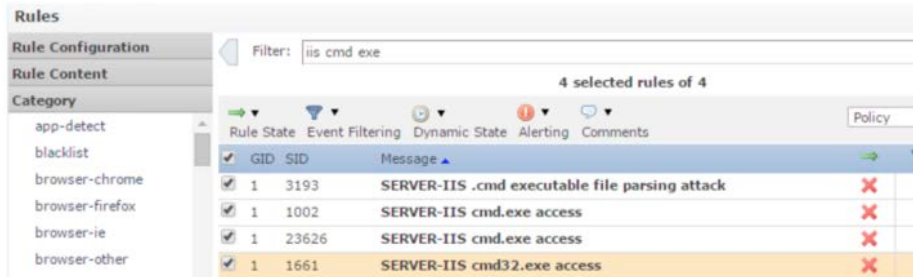 Rules
Rule Configuration
Rule Content
Category
app-detect
blacklist
browser-chrome
browser-firefox
browser-ie
browser-other
Filter: iis cmd exe
4 selected rules of 4
Rule State Event Filtering Dynamic State Alerting Comments
Policy
GID SID Message
1 3193 SERVER-IIS .cmd executable file parsing attack
1 1002 SERVER-IIS cmd.exe access
1 23626 SERVER-IIS cmd.exe access
1 1661 SERVER-IIS cmd32.exe access